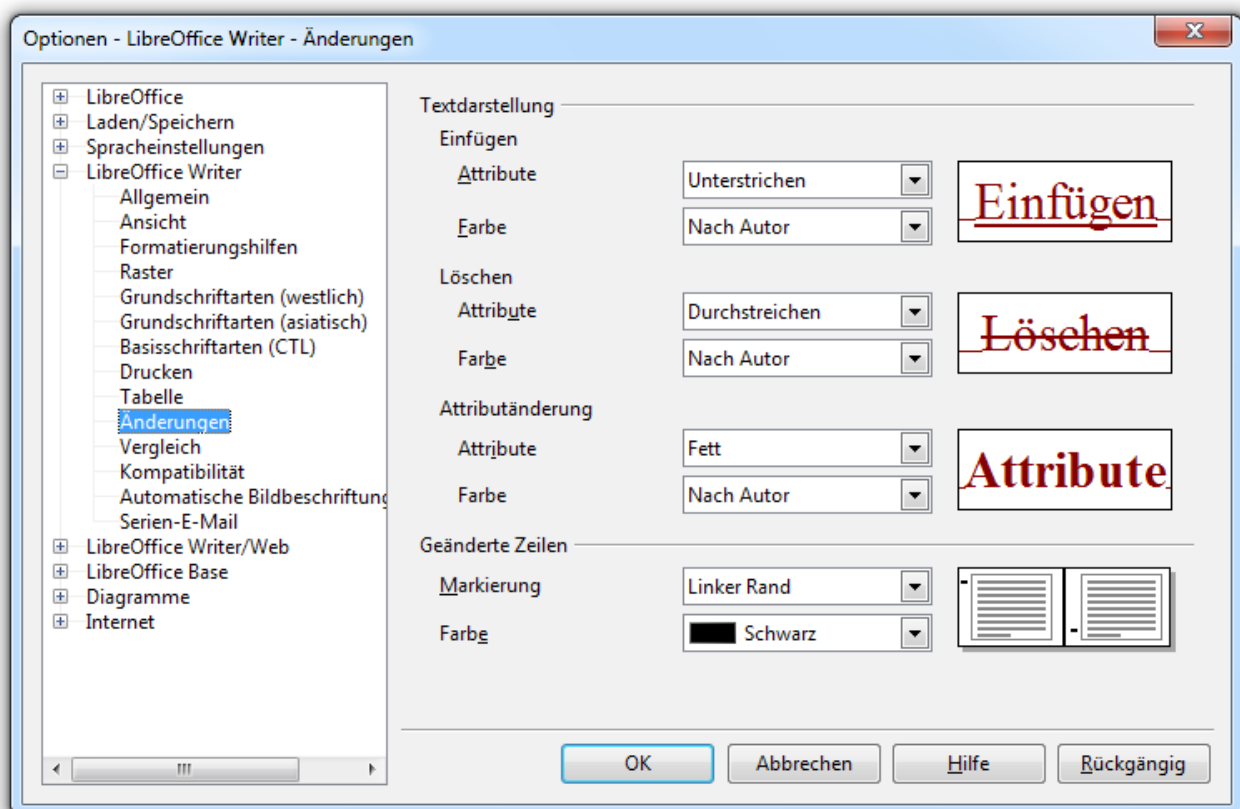 Optionen - LibreOffice Writer - Änderungen
LibreOffice
Laden/Speichern
Spracheinstellungen
LibreOffice Writer
Allgemein
Ansicht
Formatierungshilfen
Raster
Grundschriftarten (westlich)
Grundschriftarten (asiatisch)
Basisschriftarten (CTL)
Drucken
Tabelle
Änderungen
Vergleich
Kompatibilität
Automatische Bildbeschriftung
Serien-E-Mail
LibreOffice Writer/Web
LibreOffice Base
Diagramme
Internet
Textdarstellung
Einfügen
Attribute Unterstrichen Einfügen
Farbe Nach Autor
Löschen
Attribute Durchstreichen Löschen
Farbe Nach Autor
Attributänderung
Attribute Fett Attribute
Farbe Nach Autor
Geänderte Zeilen
Markierung Linker Rand
Farbe Schwarz
OK Abbrechen Hilfe Rückgängig